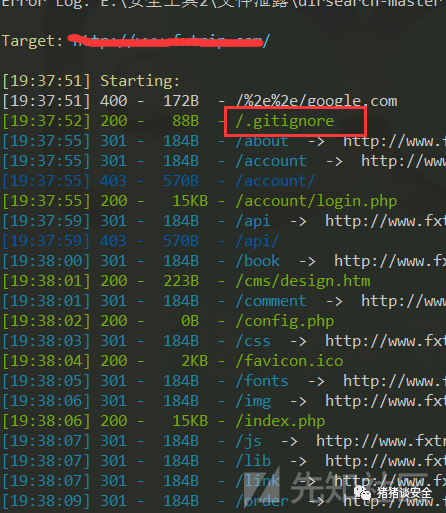 Error Log: E:\安全工具2\文件泄露\dirsearch-master
Target: /
[19:37:51] Starting:
[19:37:51] 400 - 172B - /%2e%2e/google.com
[19:37:52] 200 - 88B - /.gitignore
[19:37:55] 301 - 184B - /about -> http://www.f
[19:37:55] 301 - 184B - /account -> http://www
[19:37:55] 403 - 570B - /account/
[19:37:55] 200 - 15KB - /account/login.php
[19:37:59] 301 - 184B - /api -> http://www.fxt
[19:37:59] 403 - 570B - /api/
[19:38:00] 301 - 184B - /book -> http://www.fx
[19:38:01] 200 - 223B - /cms/design.htm
[19:38:01] 301 - 184B - /comment -> http://www
[19:38:02] 200 - 0B - /config.php
[19:38:03] 301 - 184B - /css -> http://www.fxt
[19:38:04] 200 - 2KB - /favicon.ico
[19:38:05] 301 - 184B - /fonts -> http://www.f
[19:38:06] 301 - 184B - /img -> http://www.fxt
[19:38:06] 200 - 15KB - /index.php
[19:38:07] 301 - 184B - /js -> http://www.fxtr
[19:38:07] 301 - 184B - /lib -> http://www.fxt
[19:38:07] 301 - 184B - /link -> http://www.fx
[19:38:09] 301 - 184B - /order -> http://www.f
先知社区
猪猪谈安全